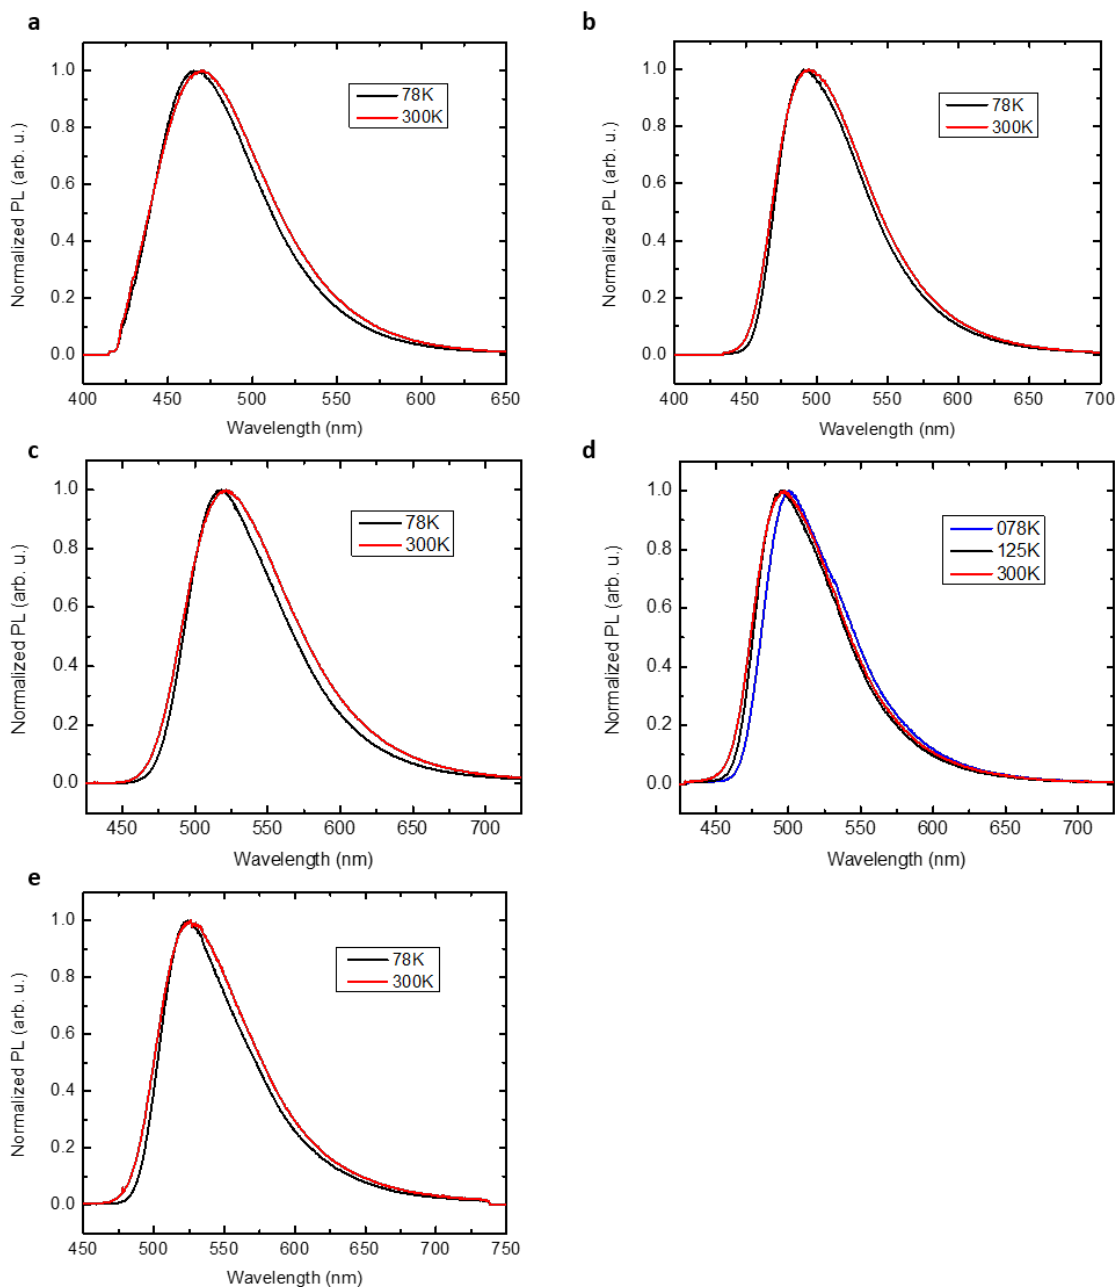 a
Normalized PL (arb. u.)
1.0
0.8
0.6
0.4
0.2
0.0
78K
300K
400 450 500 550 600 650
Wavelength (nm)
b
Normalized PL (arb. u.)
1.0
0.8
0.6
0.4
0.2
0.0
78K
300K
400 450 500 550 600 650 700
Wavelength (nm)
c
Normalized PL (arb. u.)
1.0
0.8
0.6
0.4
0.2
0.0
78K
300K
450 500 550 600 650 700
Wavelength (nm)
d
Normalized PL (arb. u.)
1.0
0.8
0.6
0.4
0.2
0.0
078K
125K
300K
450 500 550 600 650 700
Wavelength (nm)
e
Normalized PL (arb. u.)
1.0
0.8
0.6
0.4
0.2
0.0
78K
300K
450 500 550 600 650 700 750
Wavelength (nm)